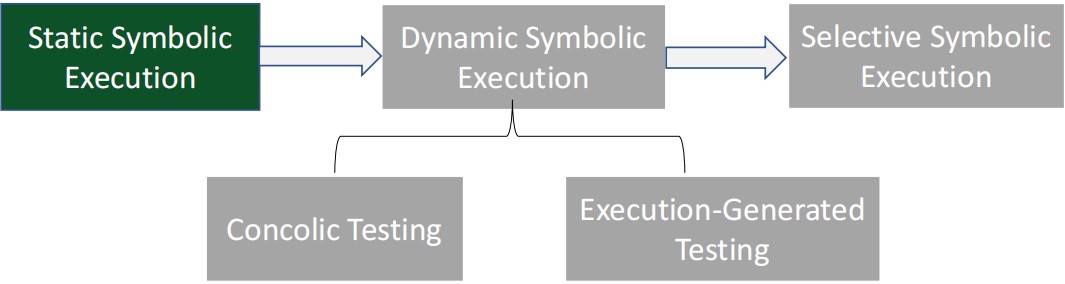 Static Symbolic
Execution
Dynamic Symbolic
Execution
Selective Symbolic
Execution
Concolic Testing
Execution-Generated
Testing